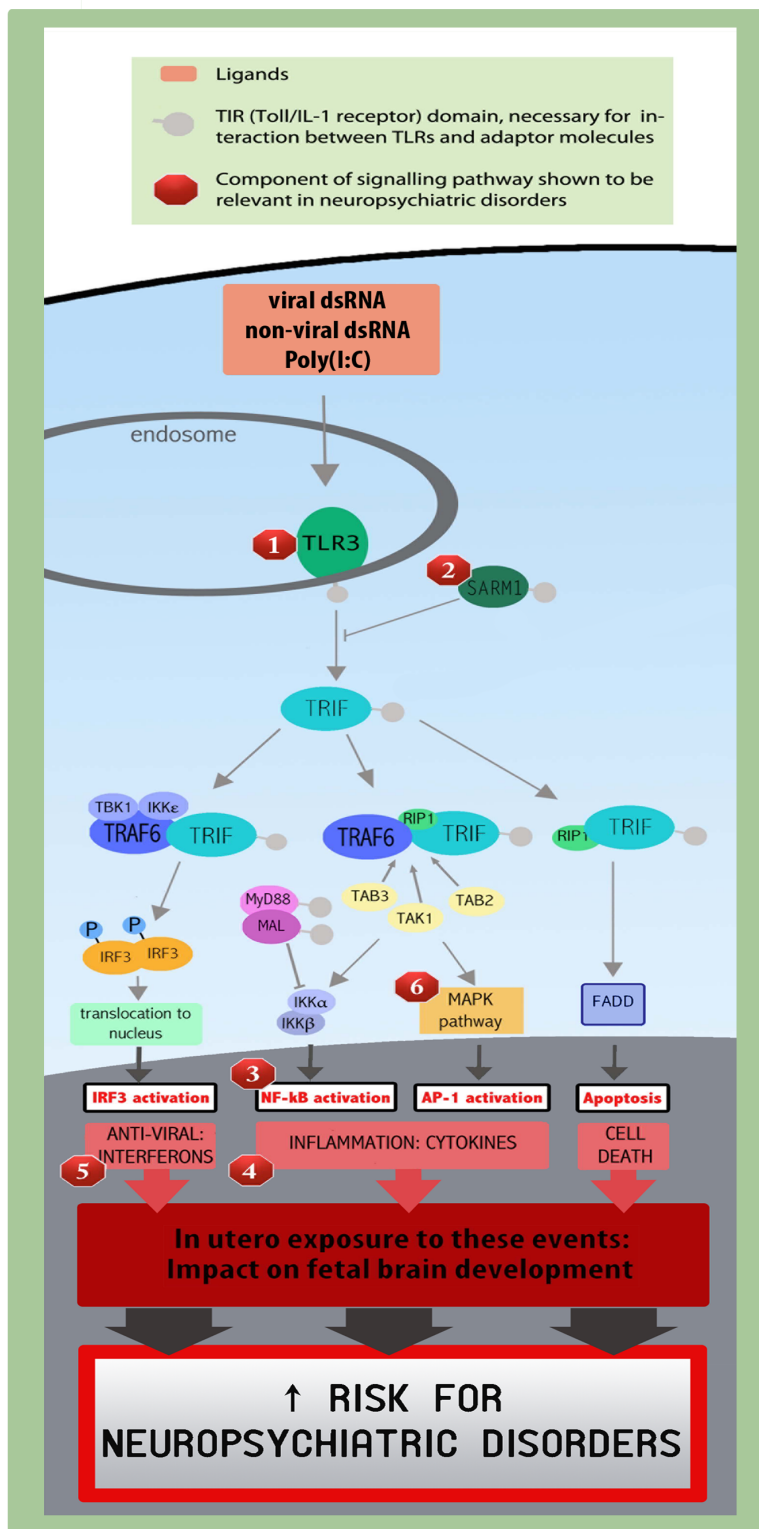 Ligands
TIR (Toll/IL-1 receptor) domain, necessary for in-
teraction between TLRs and adaptor molecules
Component of signalling pathway shown to be
relevant in neuropsychiatric disorders
viral dsRNA
non-viral dsRNA
Poly(I:C)
endosome
1
TLR3
2
SARM1
TRIF
TBK1
IKKε
TRAF6
TRIF
RIP1
TRAF6
TRIF
RIP1
TRIF
TAB3
TAK1
TAB2
MyD88
MAL
P
P
IRF3
IRF3
translocation to
nucleus
IKKα
IKKβ
6
MAPK
pathway
FADD
3
IRF3 activation
NF-kB activation
AP-1 activation
Apoptosis
ANTI-VIRAL:
INTERFERONS
5
4
INFLAMMATION: CYTOKINES
CELL
DEATH
In utero exposure to these events:
Impact on fetal brain development
↑ RISK FOR
NEUROPSYCHIATRIC DISORDERS